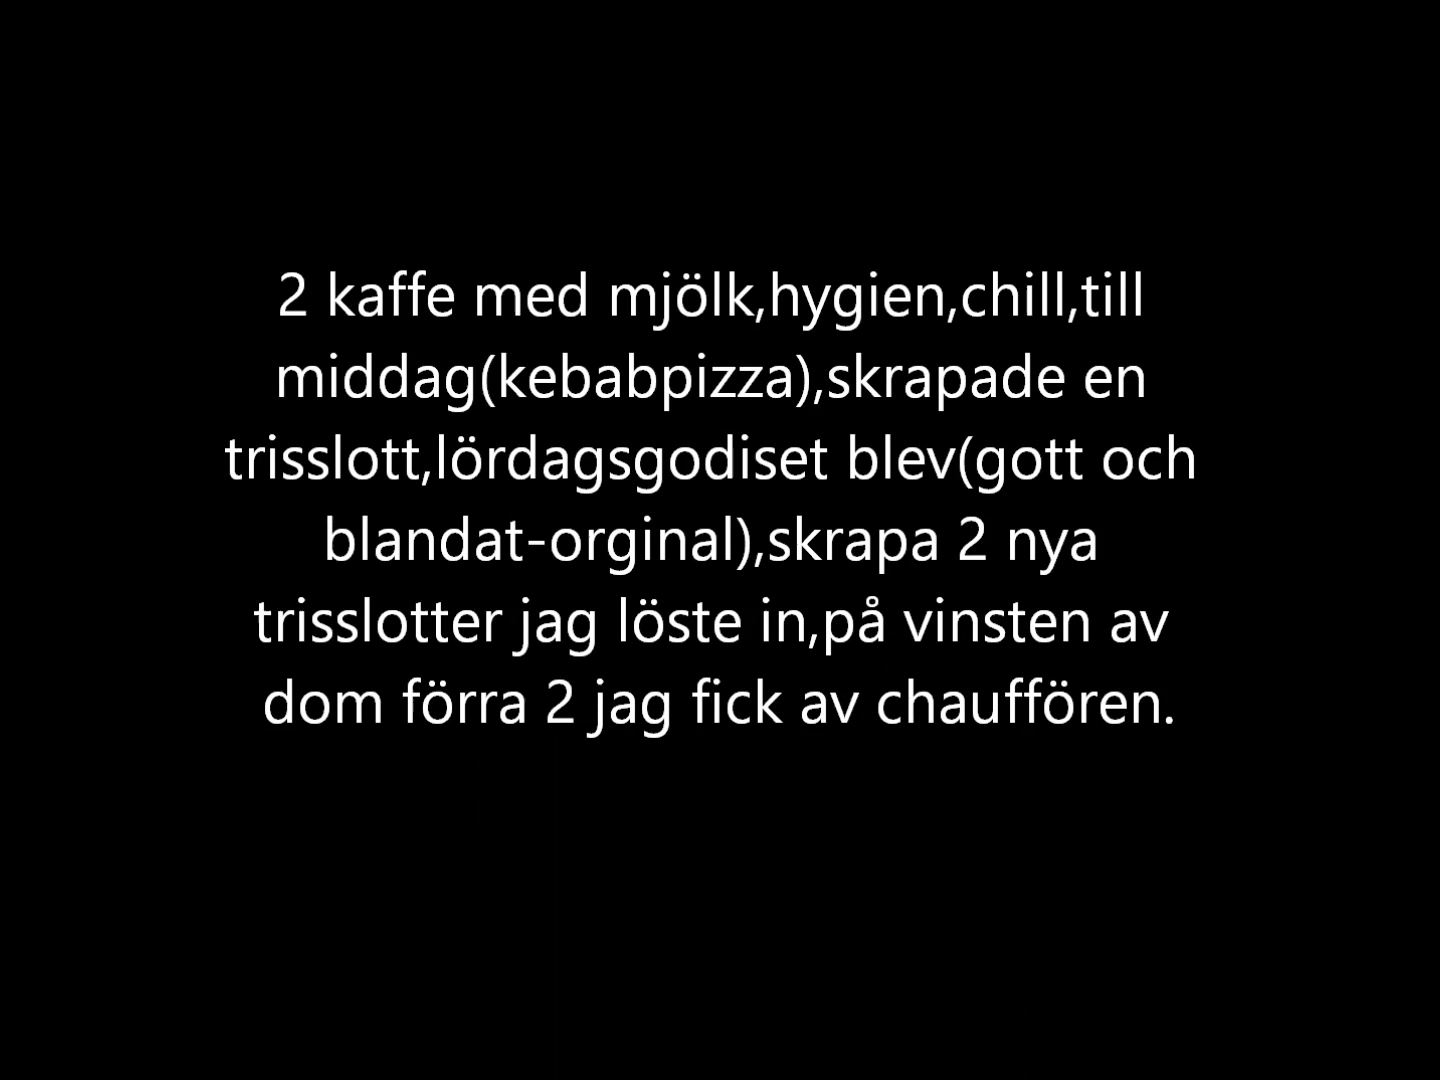 2 kaffe med mjölk,hygien,chill,till
middag(kebabpizza),skrapade en
trisslott,lördagsgodiset blev(gott och
blandat-orginal),skrapa 2 nya
trisslotter jag löste in,på vinsten av
dom förra 2 jag fick av chauffören.